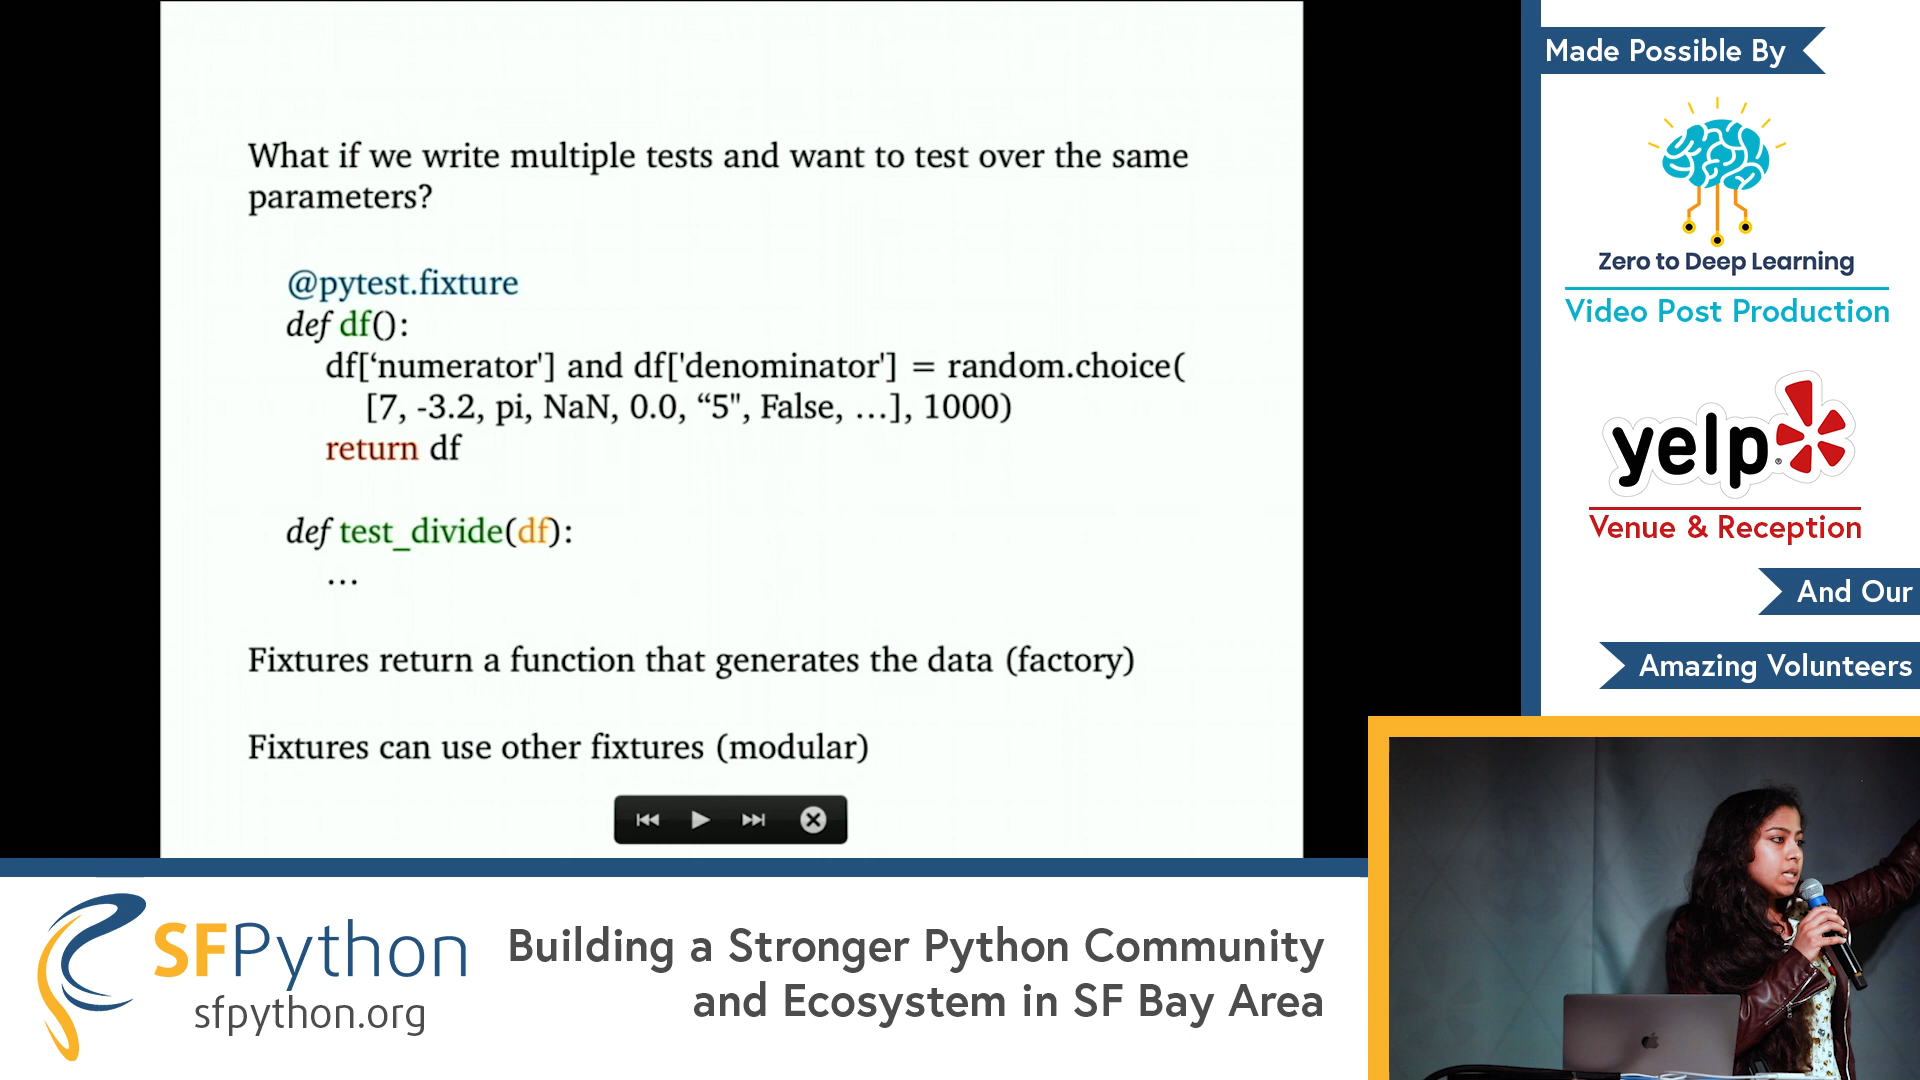 What if we write multiple tests and want to test over the same
parameters?
@pytest.fixture
def df():
df[‘numerator'] and df['denominator'] = random.choice(
[7, -3.2, pi, NaN, 0.0, “5", False, …], 1000)
return df
def test_divide(df):
…
Fixtures return a function that generates the data (factory)
Fixtures can use other fixtures (modular)
Made Possible By
Zero to Deep Learning
Video Post Production
yelp
Venue & Reception
And Our
Amazing Volunteers
SFPython
sfpython.org
Building a Stronger Python Community
and Ecosystem in SF Bay Area